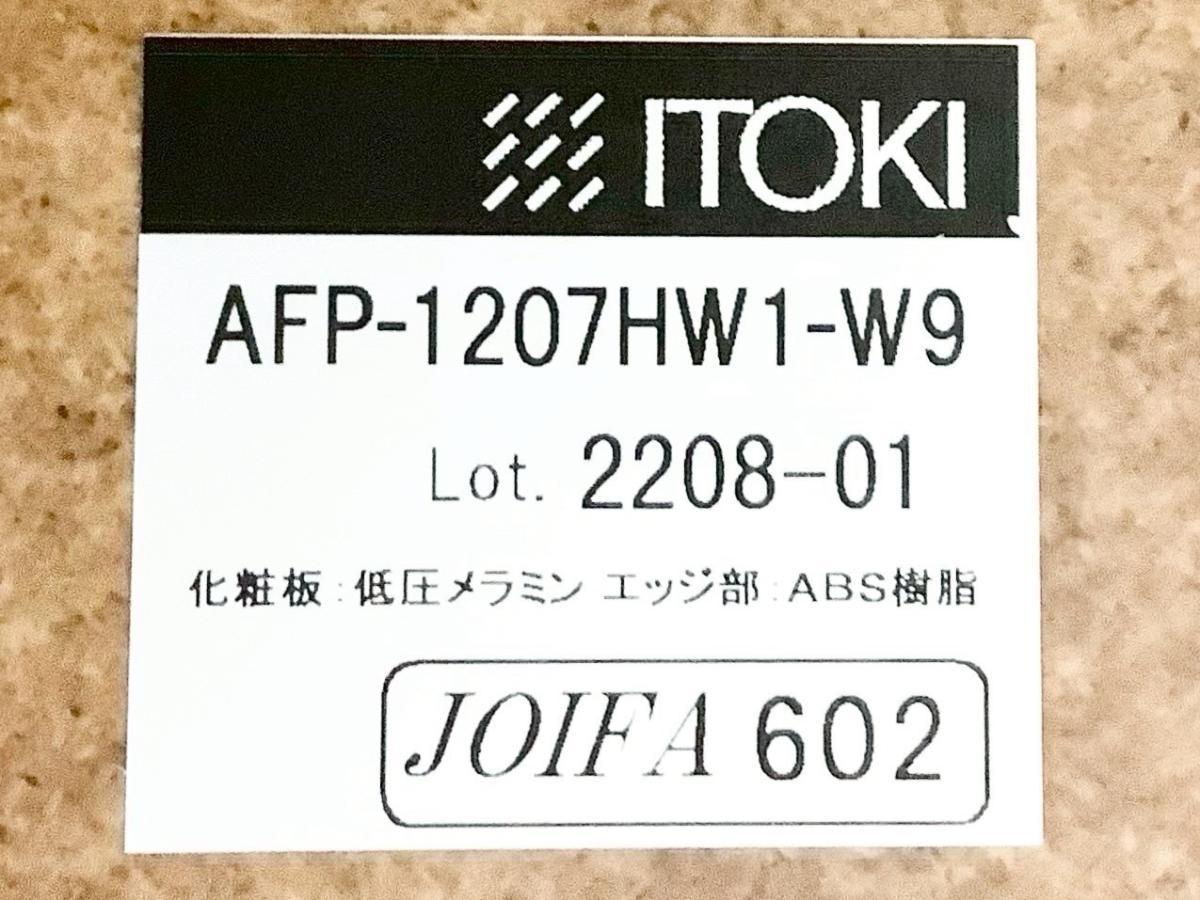 ITOKI
AFP-1207HW1-W9
Lot. 2208-01
化粧板:低圧メラミン エッジ部:ABS樹脂
JOIFA 602